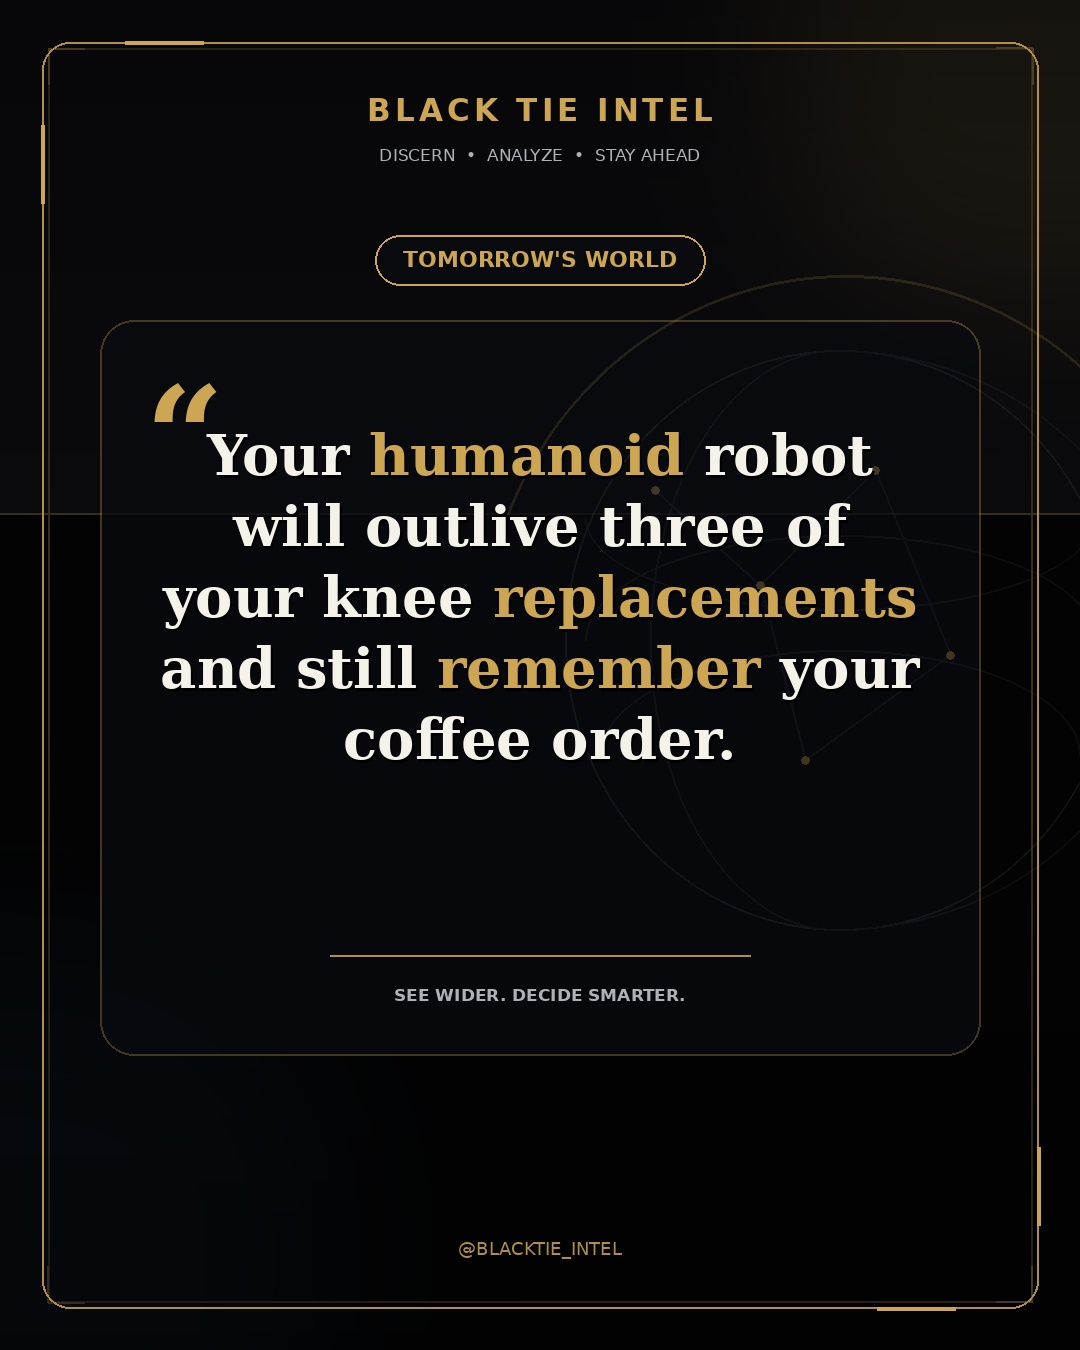 BLACK TIE INTEL
DISCERN • ANALYZE • STAY AHEAD
TOMORROW'S WORLD
“
Your humanoid robot
will outlive three of
your knee replacements
and still remember your
coffee order.
SEE WIDER. DECIDE SMARTER.
@BLACKTIE_INTEL